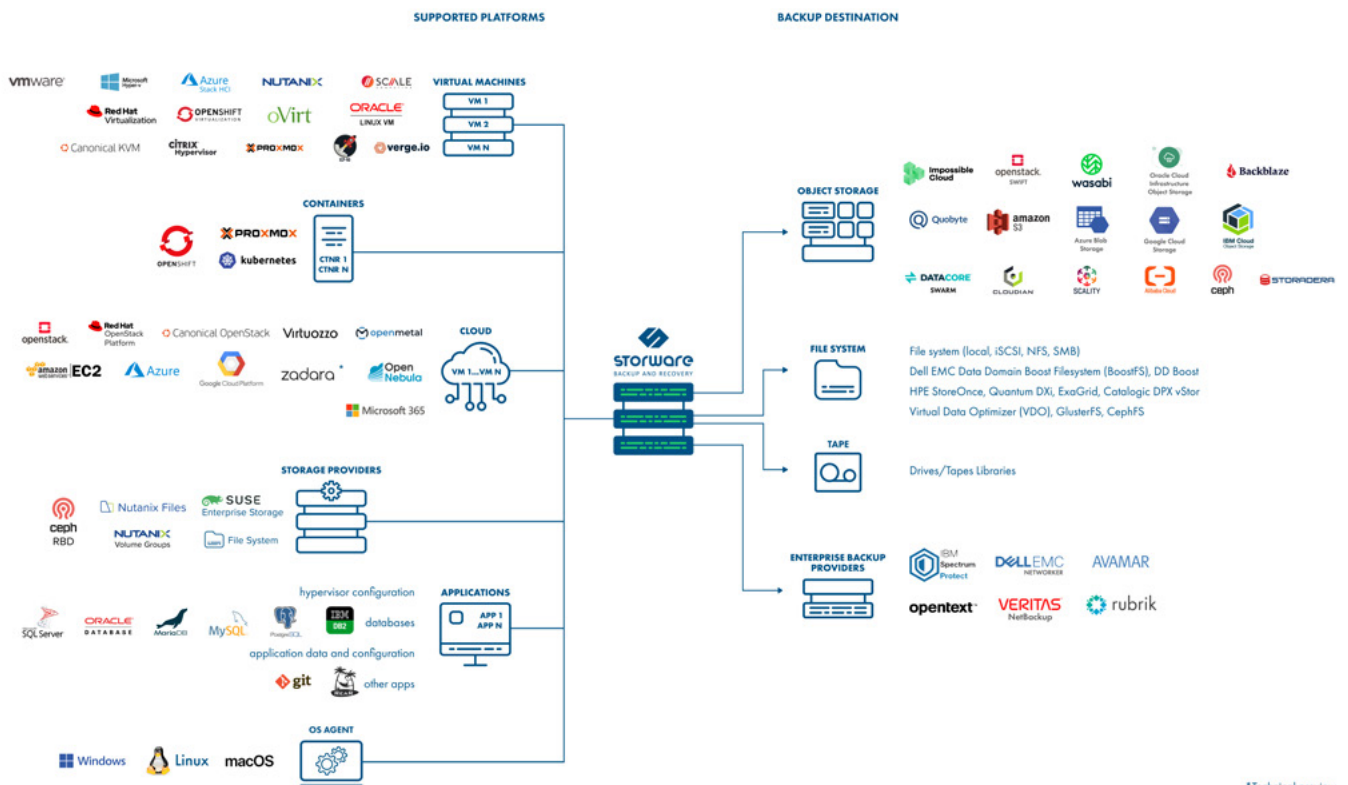 SUPPORTED PLATFORMS
BACKUP DESTINATION
vmware
Microsoft
Hyper-v
Azure
Stack HCI
NUTANIX
SCALE
VIRTUAL MACHINES
VM 1
VM 2
VM N
Red Hat
Virtualization
OPENSHIFT
VIRTUALIZATION
oVirt
ORACLE
LINUX VM
Canonical KVM
CITRIX
Hypervisor
PROXMOX
verge.io
CONTAINERS
OPENSHIFT
PROXMOX
kubernetes
CTNR 1
CTNR N
openstack.
Red Hat
OpenStack
Platform
Canonical OpenStack
Virtuozzo
openmetal
CLOUD
VM 1...VM N
amazon
web services
EC2
Azure
Google Cloud Platform
zadara
Open
Nebula
Microsoft 365
STORAGE PROVIDERS
ceph
RBD
Nutanix Files
SUSE
Enterprise Storage
NUTANIX
Volume Groups
File System
hypervisor configuration
APPLICATIONS
APP 1
APP N
SQL Server
ORACLE
DATABASE
MariaDB
MySQL
PostgreSQL
IBM
DB2
databases
application data and configuration
git
other apps
OS AGENT
Windows
Linux
macOS
STORWARE
BACKUP AND RECOVERY
OBJECT STORAGE
Impossible
Cloud
openstack.
SWIFT
wasabi
Oracle Cloud
Infrastructure
Object Storage
Backblaze
Quobyte
amazon
S3
Azure Blob
Storage
Google Cloud
Storage
IBM Cloud
Object Storage
DATACORE
SWARM
CLOUDIAN
SCALITY
Alibaba Cloud
ceph
STORADERA
FILE SYSTEM
File system (local, iSCSI, NFS, SMB)
Dell EMC Data Domain Boost Filesystem (BoostFS), DD Boost
HPE StoreOnce, Quantum DXi, ExaGrid, Catalogic DPX vStor
Virtual Data Optimizer (VDO), GlusterFS, CephFS
TAPE
Drives/Tapes Libraries
ENTERPRISE BACKUP
PROVIDERS
IBM
Spectrum
Protect
DELLEMC
NETWORKER
AVAMAR
opentext
VERITAS
NetBackup
rubrik